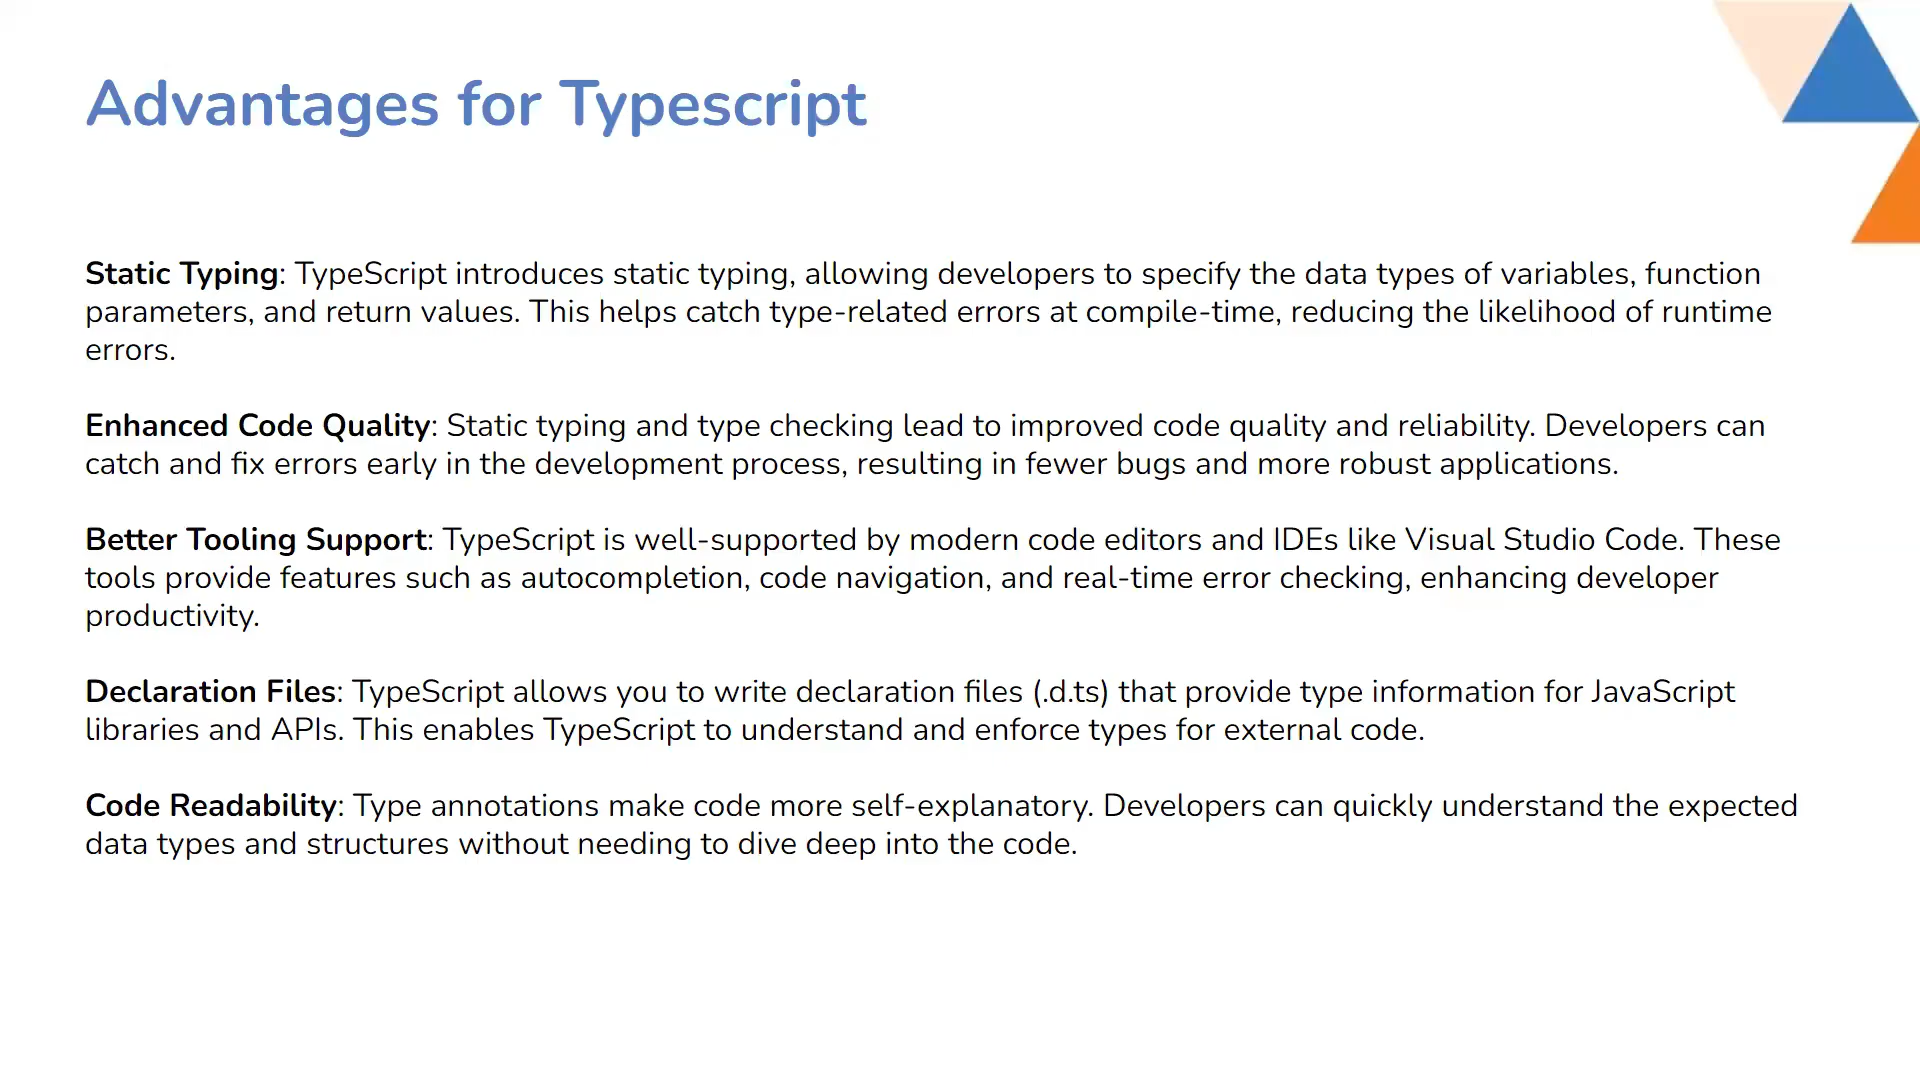 Advantages for Typescript
Static Typing: TypeScript introduces static typing, allowing developers to specify the data types of variables, function
parameters, and return values. This helps catch type-related errors at compile-time, reducing the likelihood of runtime
errors.
Enhanced Code Quality: Static typing and type checking lead to improved code quality and reliability. Developers can
catch and fix errors early in the development process, resulting in fewer bugs and more robust applications.
Better Tooling Support: TypeScript is well-supported by modern code editors and IDEs like Visual Studio Code. These
tools provide features such as autocompletion, code navigation, and real-time error checking, enhancing developer
productivity.
Declaration Files: TypeScript allows you to write declaration files (.d.ts) that provide type information for JavaScript
libraries and APIs. This enables TypeScript to understand and enforce types for external code.
Code Readability: Type annotations make code more self-explanatory. Developers can quickly understand the expected
data types and structures without needing to dive deep into the code.